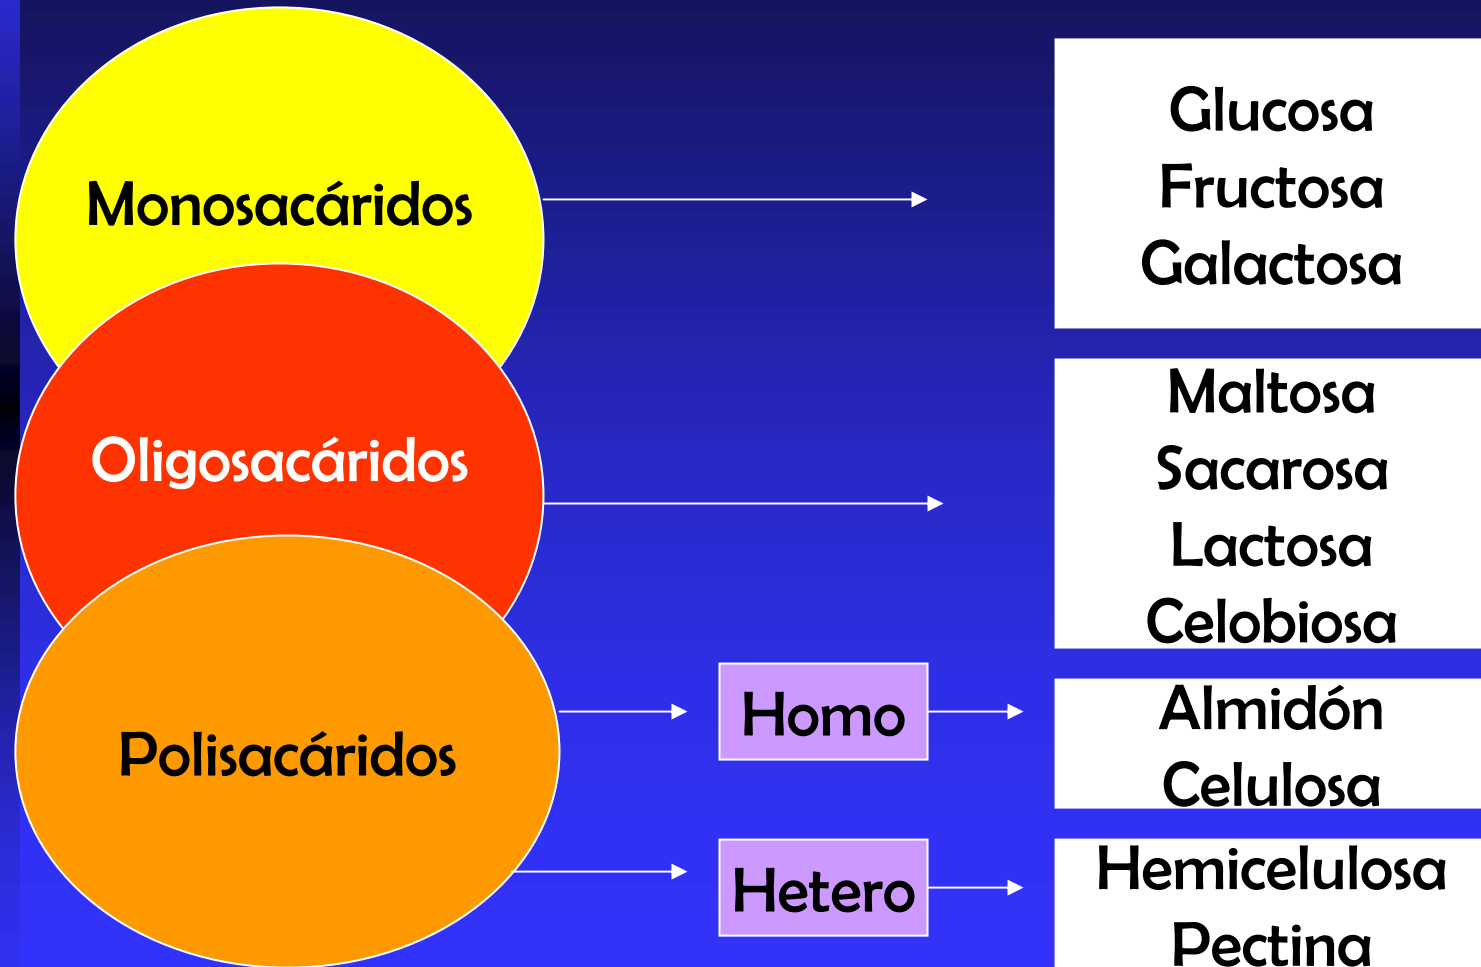 Monosacáridos
Glucosa
Fructosa
Galactosa
Oligosacáridos
Maltosa
Sacarosa
Lactosa
Celobiosa
Polisacáridos
Homo
Almidón
Celulosa
Hetero
Hemicelulosa
Pectina